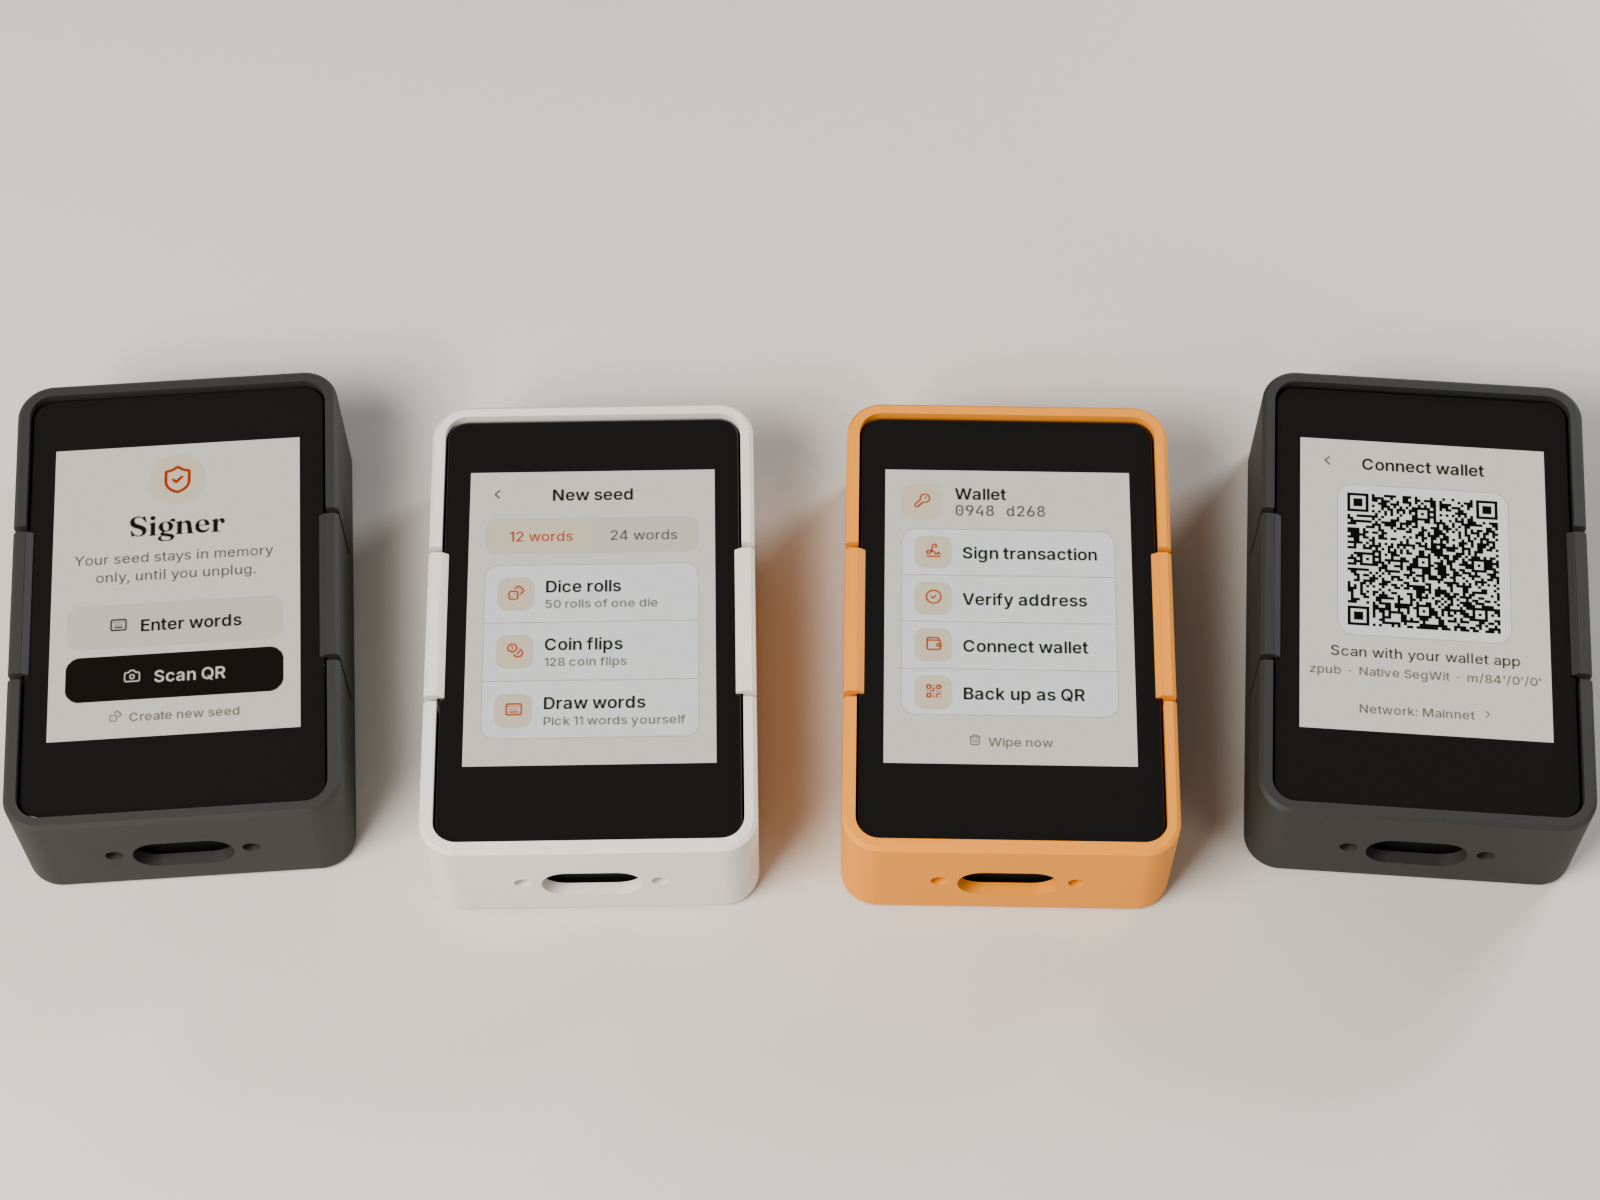 Signer
Your seed stays in memory
only, until you unplug.
Enter words
Scan QR
Create new seed
New seed
12 words
24 words
Dice rolls
50 rolls of one die
Coin flips
128 coin flips
Draw words
Pick 11 words yourself
Wallet
0948 d268
Sign transaction
Verify address
Connect wallet
Back up as QR
Wipe now
Connect wallet
Scan with your wallet app
zpub · Native SegWit · m/84'/0'/0'
Network: Mainnet